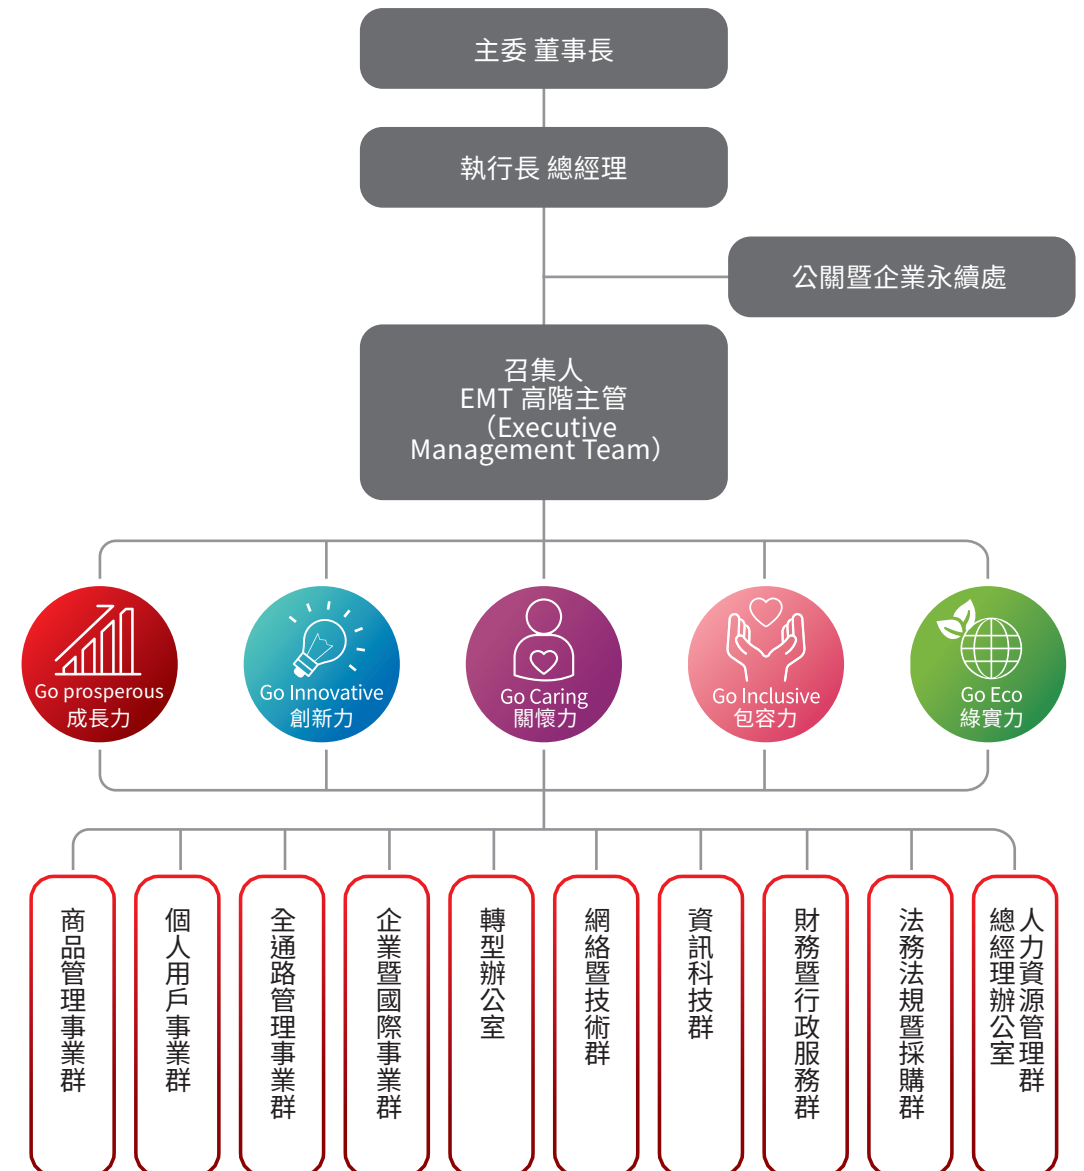 主委 董事長
執行長 總經理
公關暨企業永續處
召集人
EMT 高階主管
（Executive
Management Team）
Go prosperous
成長力
Go Innovative
創新力
Go Caring
關懷力
Go Inclusive
包容力
Go Eco
綠實力
商品管理事業群
個人用戶事業群
全通路管理事業群
企業暨國際事業群
轉型辦公室
網絡暨技術群
資訊科技群
財務暨行政服務群
法務法規暨採購群
人力資源管理群
總經理辦公室